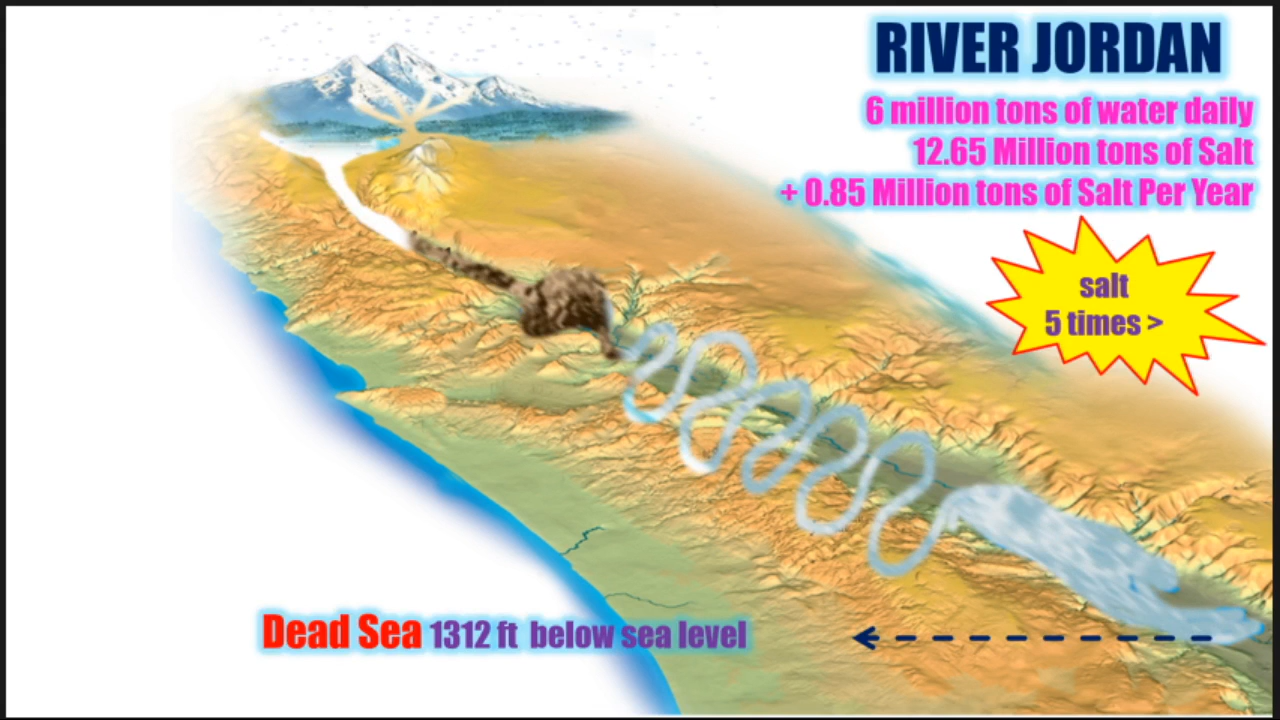 RIVER JORDAN
6 million tons of water daily
12.65 Million tons of Salt
+ 0.85 Million tons of Salt Per Year
salt
5 times >
Dead Sea 1312 ft below sea level